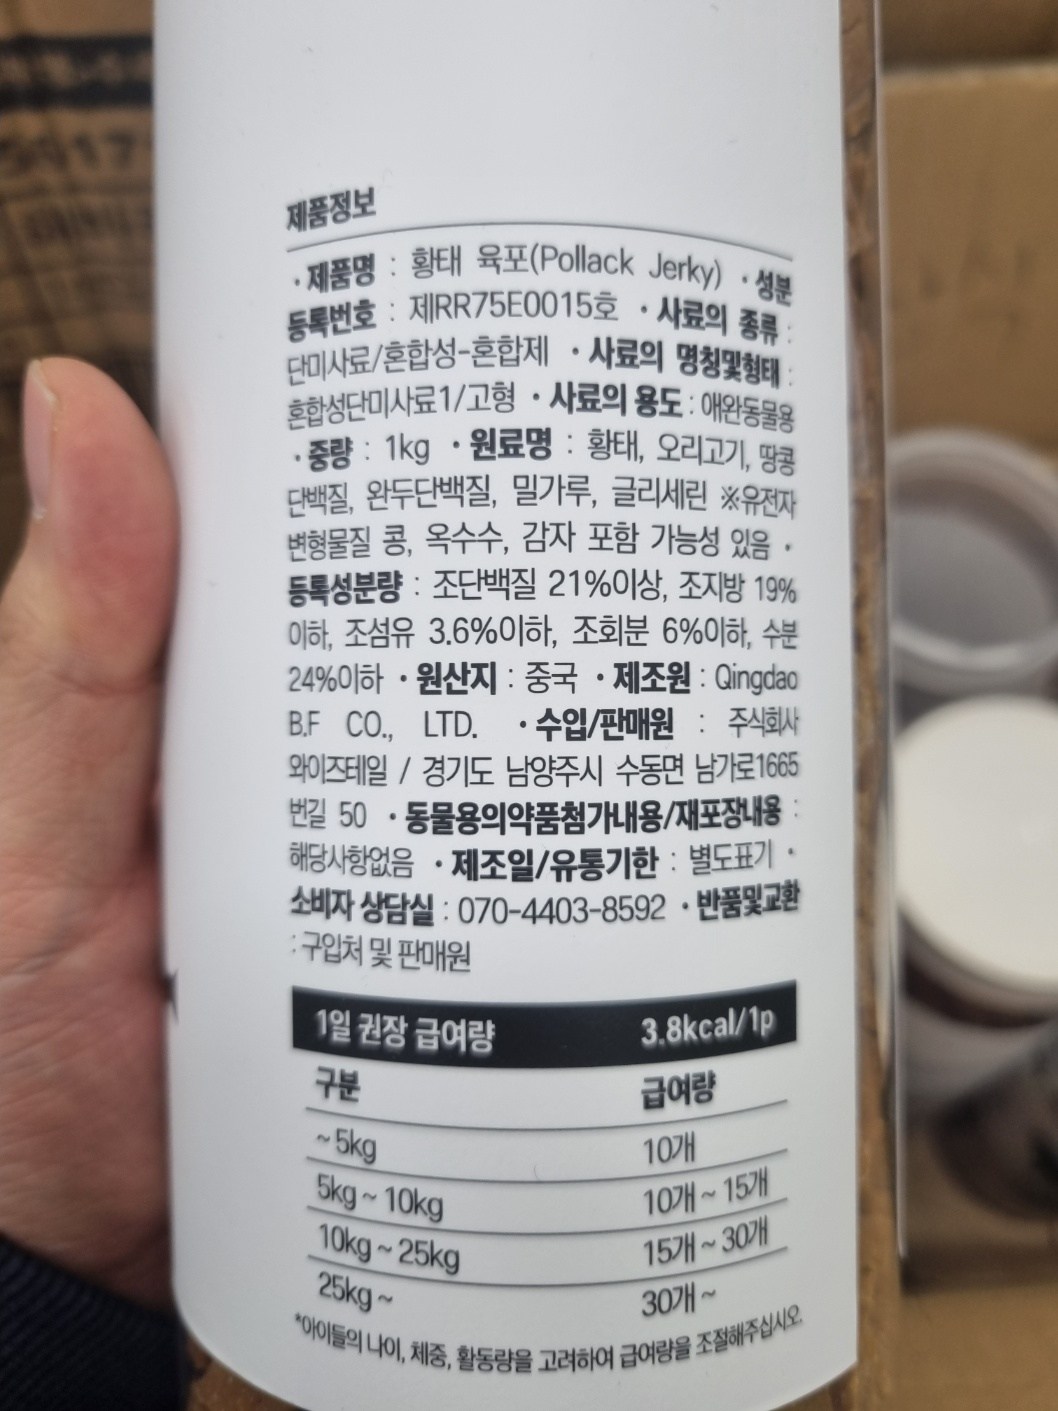 제품정보
· 제품명 : 황태 육포(Pollack Jerky) · 성분
등록번호 : 제RR75E0015호 · 사료의 종류 :
단미사료/혼합성-혼합제 · 사료의 명칭및형태 :
혼합성단미사료1/고형 · 사료의 용도 : 애완동물용
· 중량 : 1kg · 원료명 : 황태, 오리고기, 땅콩
단백질, 완두단백질, 밀가루, 글리세린 ※유전자
변형물질 콩, 옥수수, 감자 포함 가능성 있음 ·
등록성분량 : 조단백질 21%이상, 조지방 19%
이하, 조섬유 3.6%이하, 조회분 6%이하, 수분
24%이하 · 원산지 : 중국 · 제조원 : Qingdao
B.F CO., LTD. · 수입/판매원 : 주식회사
와이즈테일 / 경기도 남양주시 수동면 남가로1665
번길 50 · 동물용의약품첨가내용/재포장내용 :
해당사항없음 · 제조일/유통기한 : 별도표기 ·
소비자 상담실 : 070-4403-8592 · 반품및교환
: 구입처 및 판매원
1일 권장 급여량 3.8kcal/1p
구분 급여량
~ 5kg 10개
5kg ~ 10kg 10개 ~ 15개
10kg ~ 25kg 15개 ~ 30개
25kg ~ 30개 ~
*아이들의 나이, 체중, 활동량을 고려하여 급여량을 조절해주십시오.